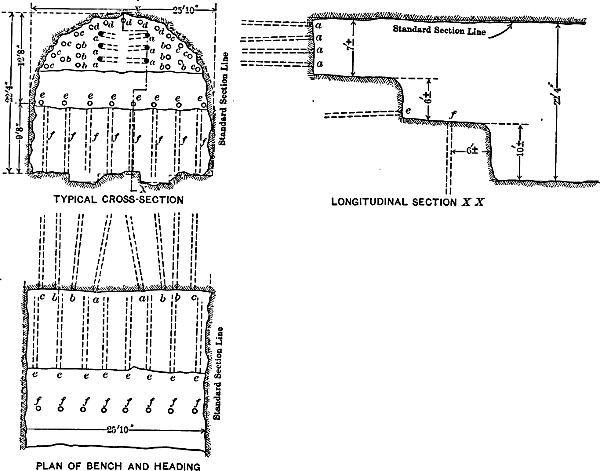 25'10"
X
d d d
c b a a b c
12'8"
22'4"
9'8"
e e e e e e e
f f f f f f f
X
Standard Section Line
TYPICAL CROSS-SECTION
a
a
a
a
Standard Section Line
6'±
e f
6'±
10'±
22'4"
LONGITUDINAL SECTION X X
c b b a a b b c
e e e e e e e e
f f f f f f f f
25'10"
Standard Section Line
PLAN OF BENCH AND HEADING